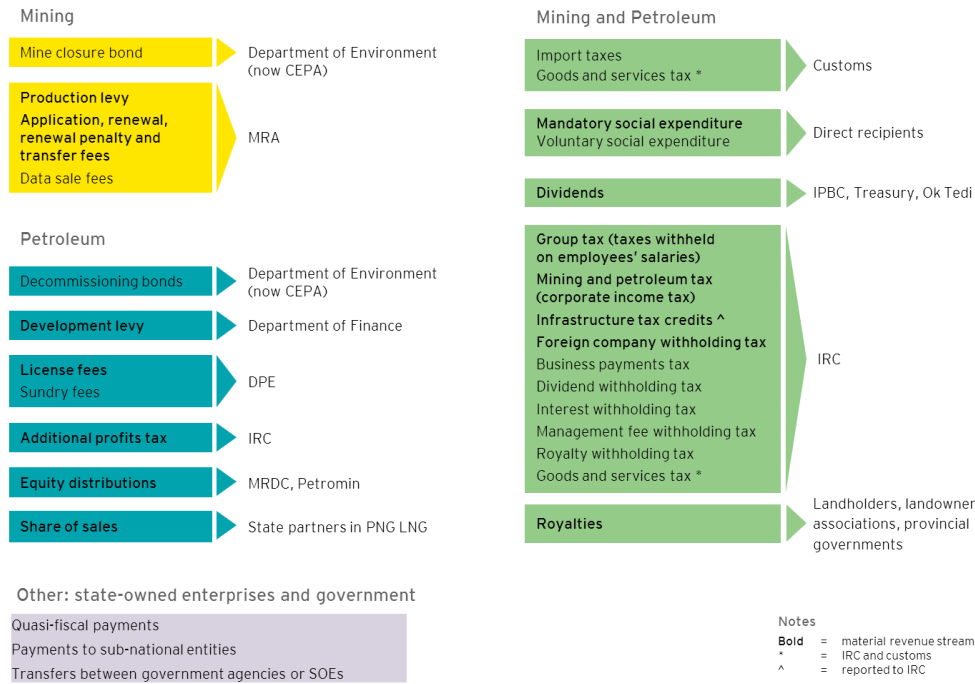 Mining
Mine closure bond
Department of Environment
(now CEPA)
Production levy
Application, renewal,
renewal penalty and
transfer fees
Data sale fees
MRA
Petroleum
Decommissioning bonds
Department of Environment
(now CEPA)
Development levy
Department of Finance
License fees
Sundry fees
DPE
Additional profits tax
IRC
Equity distributions
MRDC, Petromin
Share of sales
State partners in PNG LNG
Other: state-owned enterprises and government
Quasi-fiscal payments
Payments to sub-national entities
Transfers between government agencies or SOEs
Mining and Petroleum
Import taxes
Goods and services tax *
Customs
Mandatory social expenditure
Voluntary social expenditure
Direct recipients
Dividends
IPBC, Treasury, Ok Tedi
Group tax (taxes withheld
on employees' salaries)
Mining and petroleum tax
(corporate income tax)
Infrastructure tax credits ^
Foreign company withholding tax
Business payments tax
Dividend withholding tax
Interest withholding tax
Management fee withholding tax
Royalty withholding tax
Goods and services tax *
IRC
Royalties
Landholders, landowner
associations, provincial
governments
Notes
Bold = material revenue stream
* = IRC and customs
^ = reported to IRC